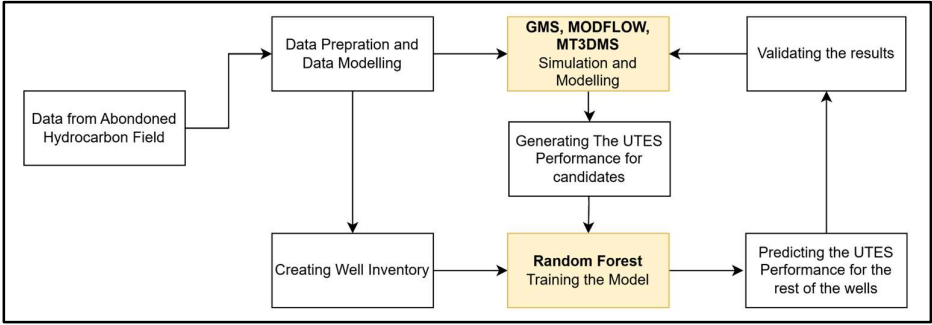 GMS, MODFLOW,
MT3DMS
Simulation and
Modelling
Data Prepration and
Data Modelling
Validating the results
Data from Abondoned
Hydrocarbon Field
Generating The UTES
Performance for
candidates
Creating Well Inventory
Random Forest
Training the Model
Predicting the UTES
Performance for the
rest of the wells